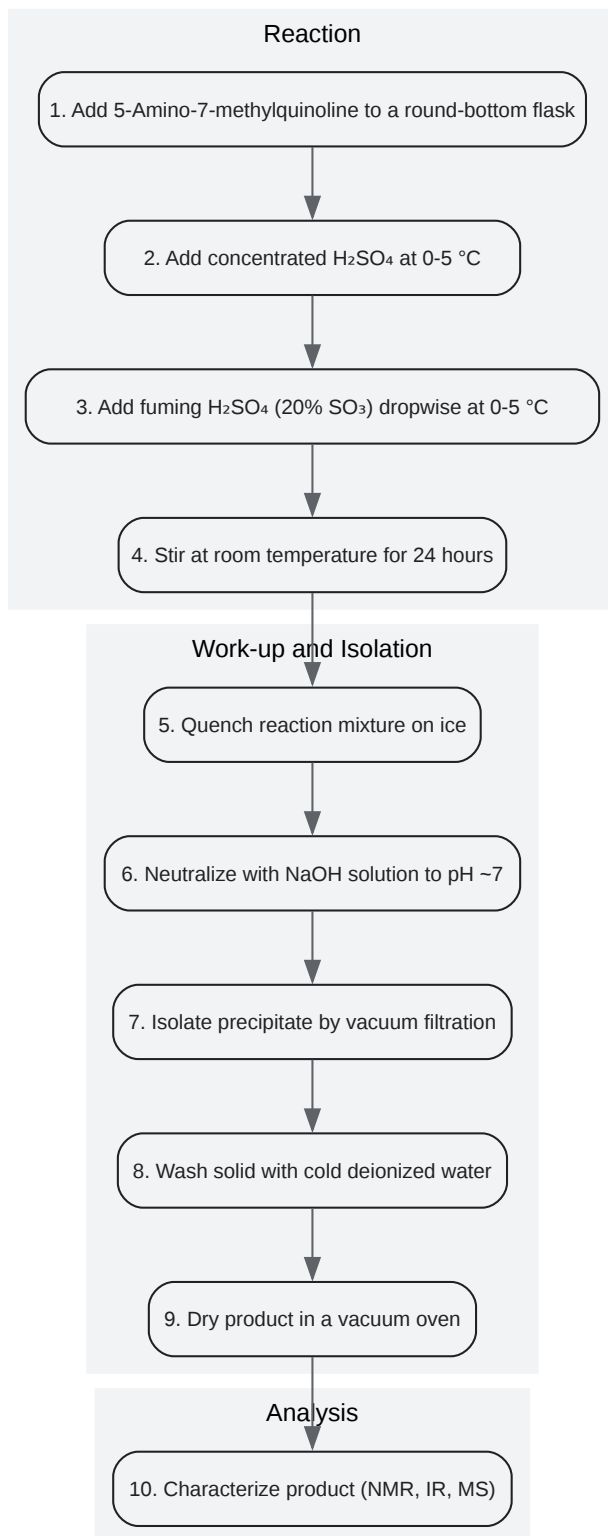 Reaction
1. Add 5-Amino-7-methylquinoline to a round-bottom flask
2. Add concentrated H₂SO₄ at 0-5 °C
3. Add fuming H₂SO₄ (20% SO₃) dropwise at 0-5 °C
4. Stir at room temperature for 24 hours
Work-up and Isolation
5. Quench reaction mixture on ice
6. Neutralize with NaOH solution to pH ~7
7. Isolate precipitate by vacuum filtration
8. Wash solid with cold deionized water
9. Dry product in a vacuum oven
Analysis
10. Characterize product (NMR, IR, MS)